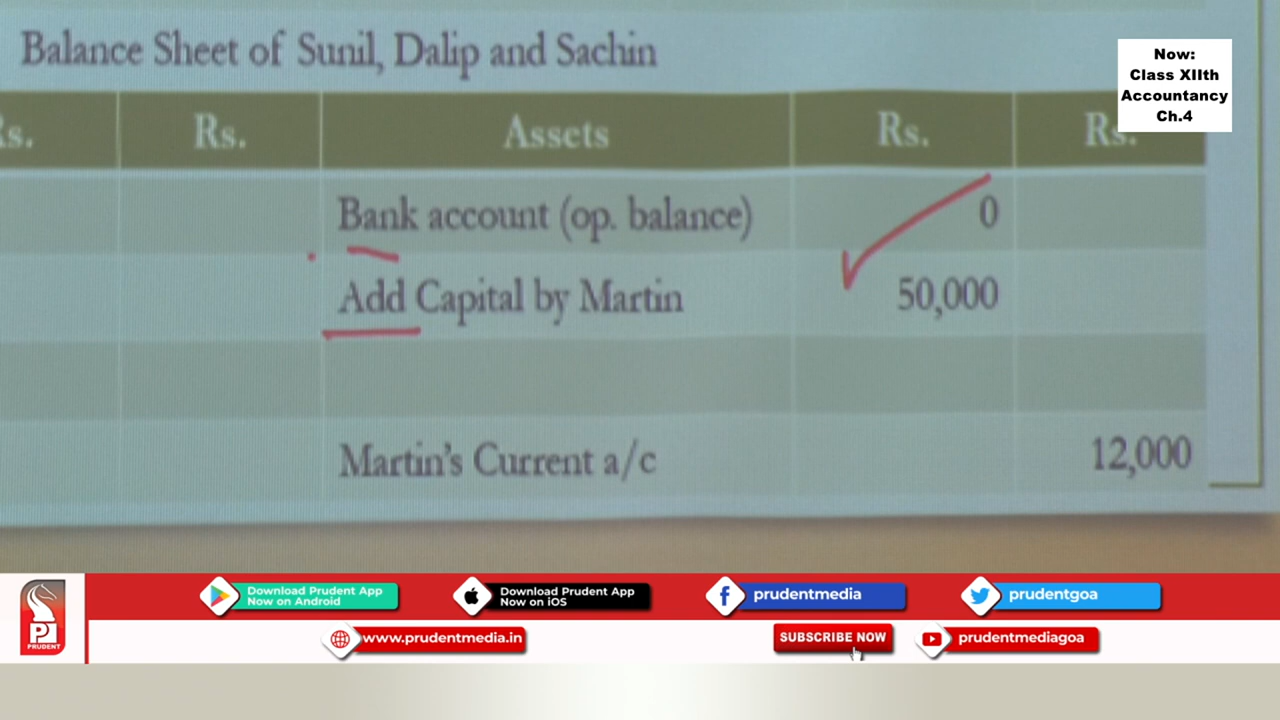 Balance Sheet of Sunil, Dalip and Sachin
Now:
Class XIIth
Accountancy
Ch.4
Rs. Rs. Assets Rs. Rs.
Bank account (op. balance) 0
Add Capital by Martin 50,000
Martin's Current a/c 12,000
Download Prudent App
Now on Android
Download Prudent App
Now on iOS
prudentmedia
prudentgoa
PRUDENT
www.prudentmedia.in
SUBSCRIBE NOW
prudentmediagoa